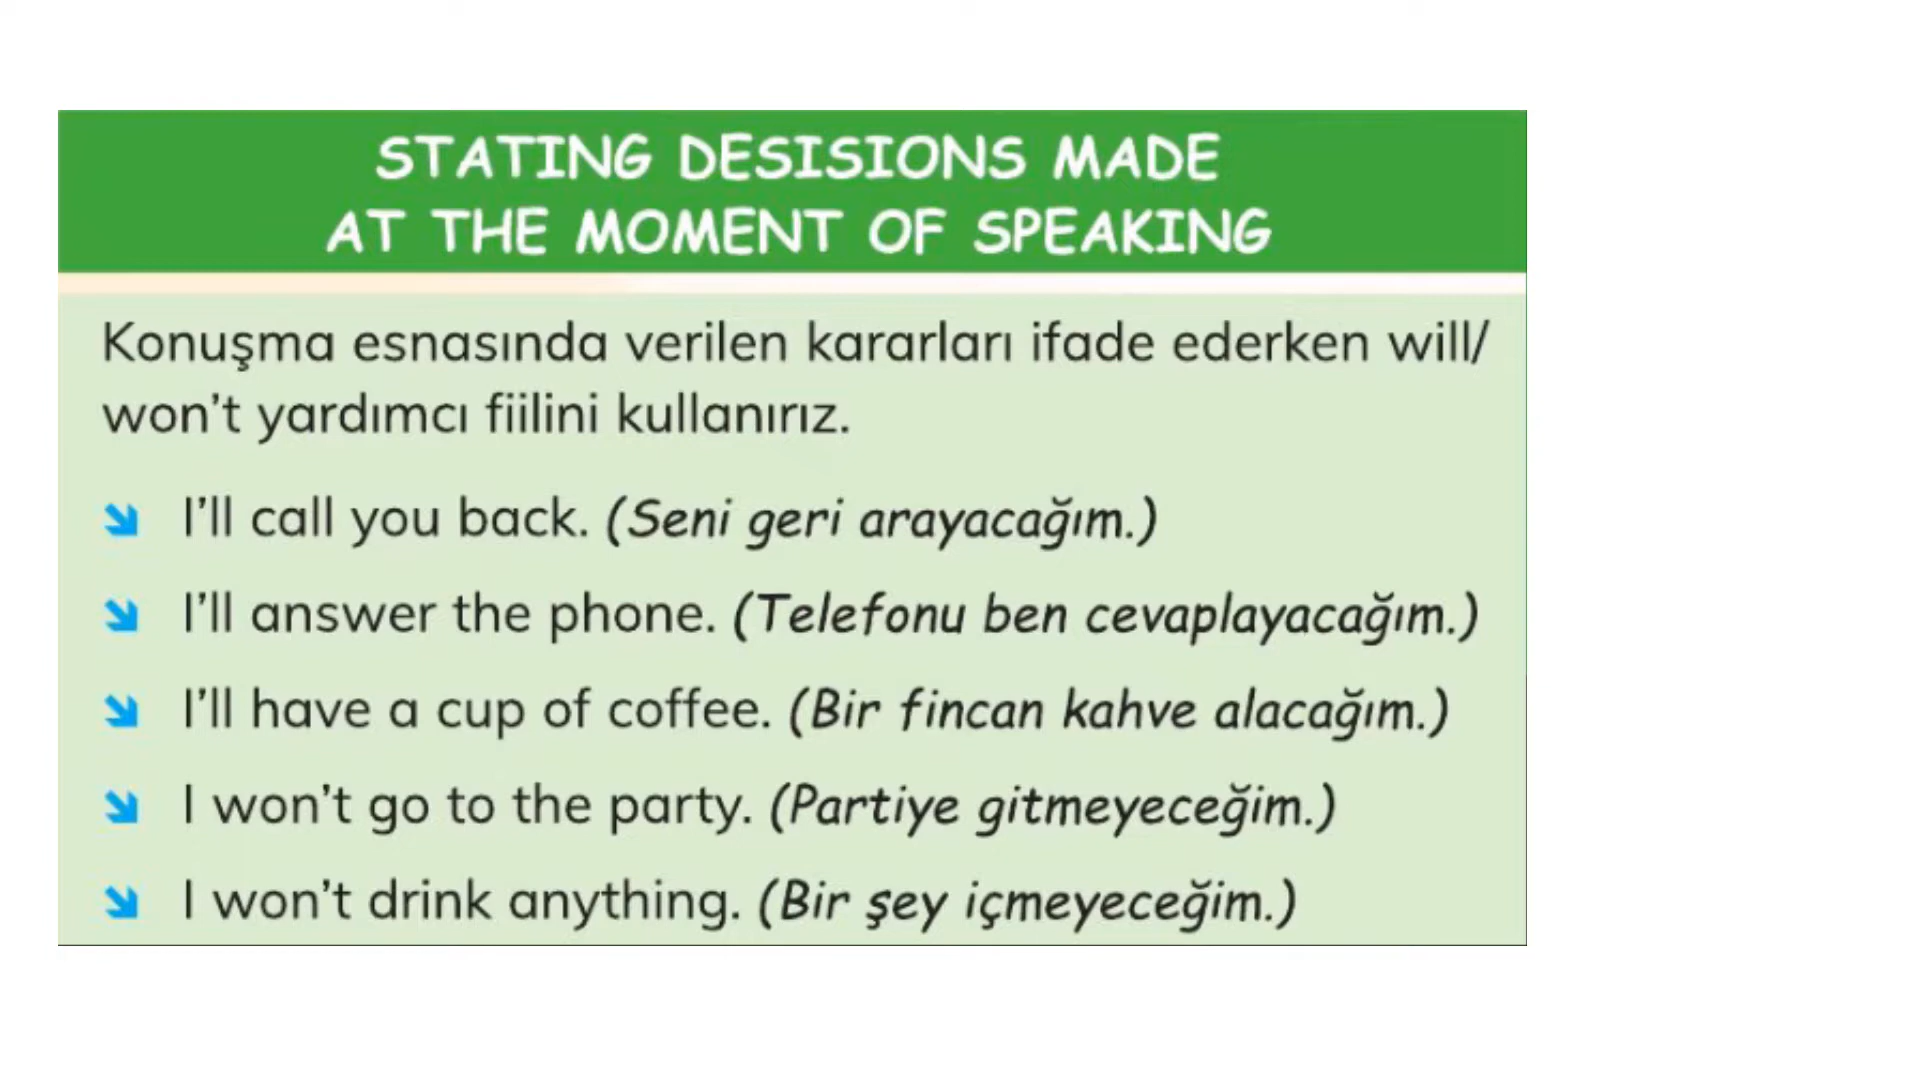 STATING DESISIONS MADE
AT THE MOMENT OF SPEAKING
Konuşma esnasında verilen kararları ifade ederken will/
won't yardımcı fiilini kullanırız.
I'll call you back. (Seni geri arayacağım.)
I'll answer the phone. (Telefonu ben cevaplayacağım.)
I'll have a cup of coffee. (Bir fincan kahve alacağım.)
I won't go to the party. (Partiye gitmeyeceğim.)
I won't drink anything. (Bir şey içmeyeceğim.)